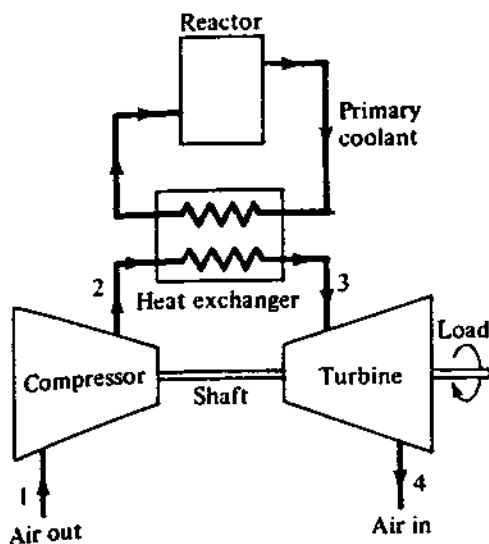 Reactor
Primary
coolant
2
Heat exchanger
3
Load
Compressor
Shaft
Turbine
1
4
Air out
Air in